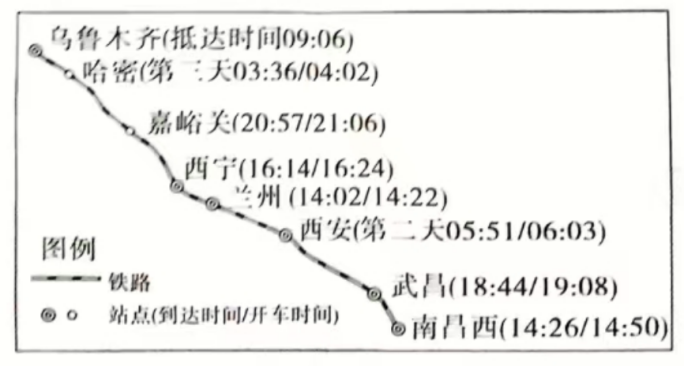 乌鲁木齐(抵达时间09:06)
哈密(第三天03:36/04:02)
嘉峪关(20:57/21:06)
西宁(16:14/16:24)
兰州(14:02/14:22)
西安(第二天05:51/06:03)
图例
铁路
武昌(18:44/19:08)
站点(到达时间/开车时间)
南昌西(14:26/14:50)